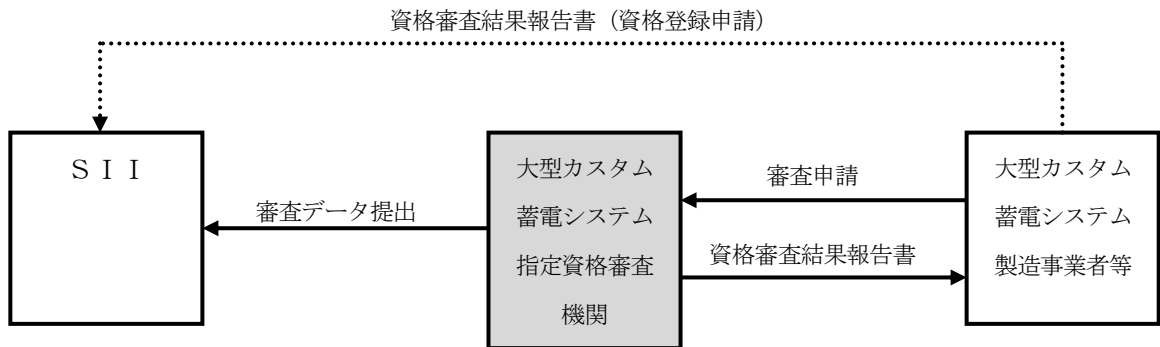 資格審査結果報告書（資格登録申請）
ＳＩＩ
審査データ提出
大型カスタム
蓄電システム
指定資格審査
機関
審査申請
資格審査結果報告書
大型カスタム
蓄電システム
製造事業者等